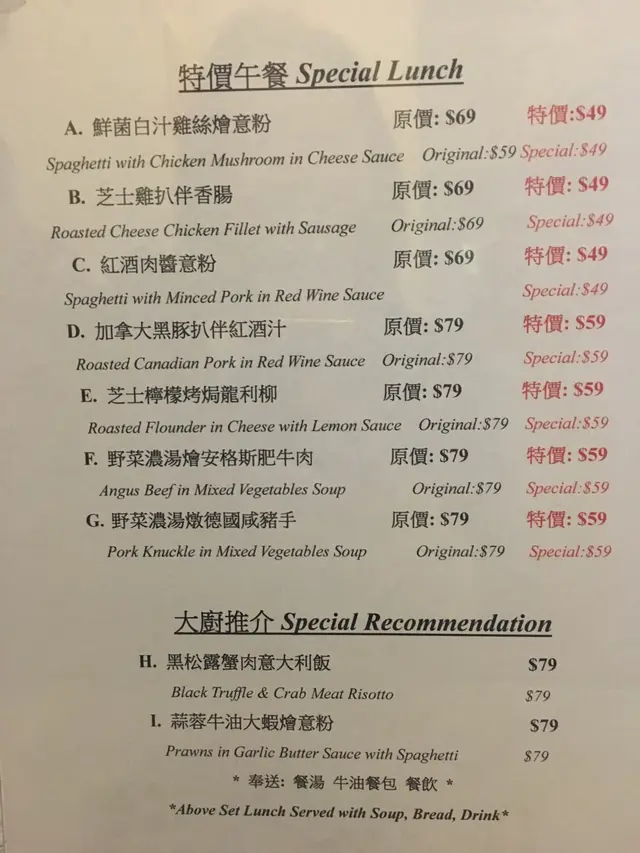 特價午餐 Special Lunch
A. 鮮菌白汁雞絲燴意粉 原價: $69 特價:$49
Spaghetti with Chicken Mushroom in Cheese Sauce Original:$59 Special:$49
B. 芝士雞扒伴香腸 原價: $69 特價: $49
Roasted Cheese Chicken Fillet with Sausage Original:$69 Special:$49
C. 紅酒肉醬意粉 原價: $69 特價: $49
Spaghetti with Minced Pork in Red Wine Sauce Special:$49
D. 加拿大黑豚扒伴紅酒汁 原價: $79 特價: $59
Roasted Canadian Pork in Red Wine Sauce Original:$79 Special:$59
E. 芝士檸檬烤焗龍利柳 原價: $79 特價: $59
Roasted Flounder in Cheese with Lemon Sauce Original:$79 Special:$59
F. 野菜濃湯燴安格斯肥牛肉 原價: $79 特價: $59
Angus Beef in Mixed Vegetables Soup Original:$79 Special:$59
G. 野菜濃湯燉德國咸豬手 原價: $79 特價: $59
Pork Knuckle in Mixed Vegetables Soup Original:$79 Special:$59
大廚推介 Special Recommendation
H. 黑松露蟹肉意大利飯 $79
Black Truffle & Crab Meat Risotto $79
I. 蒜蓉牛油大蝦燴意粉 $79
Prawns in Garlic Butter Sauce with Spaghetti $79
* 奉送: 餐湯 牛油餐包 餐飲 *
*Above Set Lunch Served with Soup, Bread, Drink*